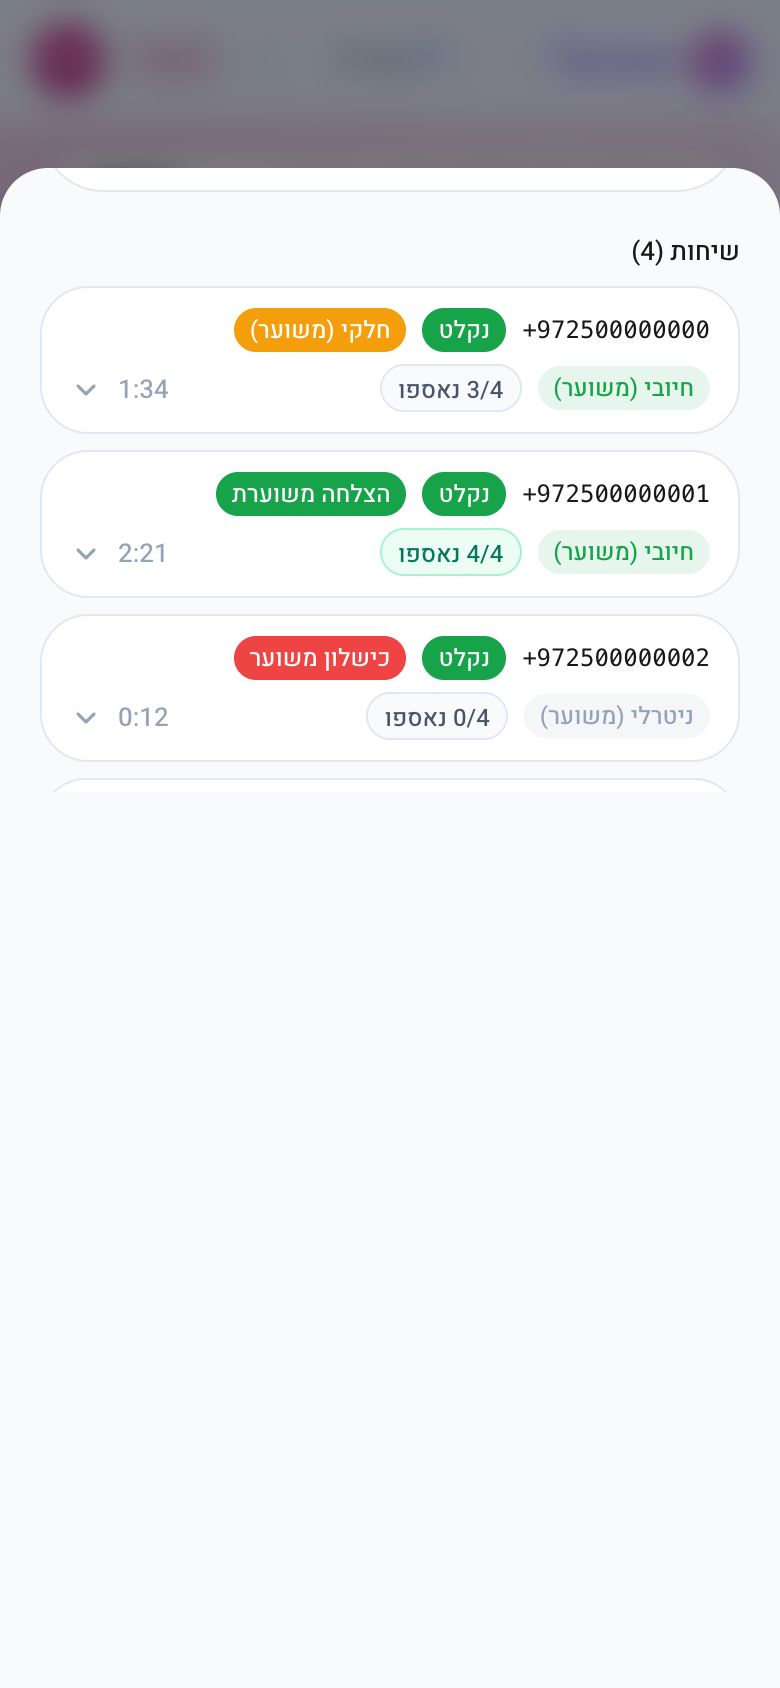 שיחות (4)
+972500000000 נקלט חלקי (משוער)
חיובי (משוער) 3/4 נאספו 1:34
+972500000001 נקלט הצלחה משוערת
חיובי (משוער) 4/4 נאספו 2:21
+972500000002 נקלט כישלון משוער
ניטרלי (משוער) 0/4 נאספו 0:12